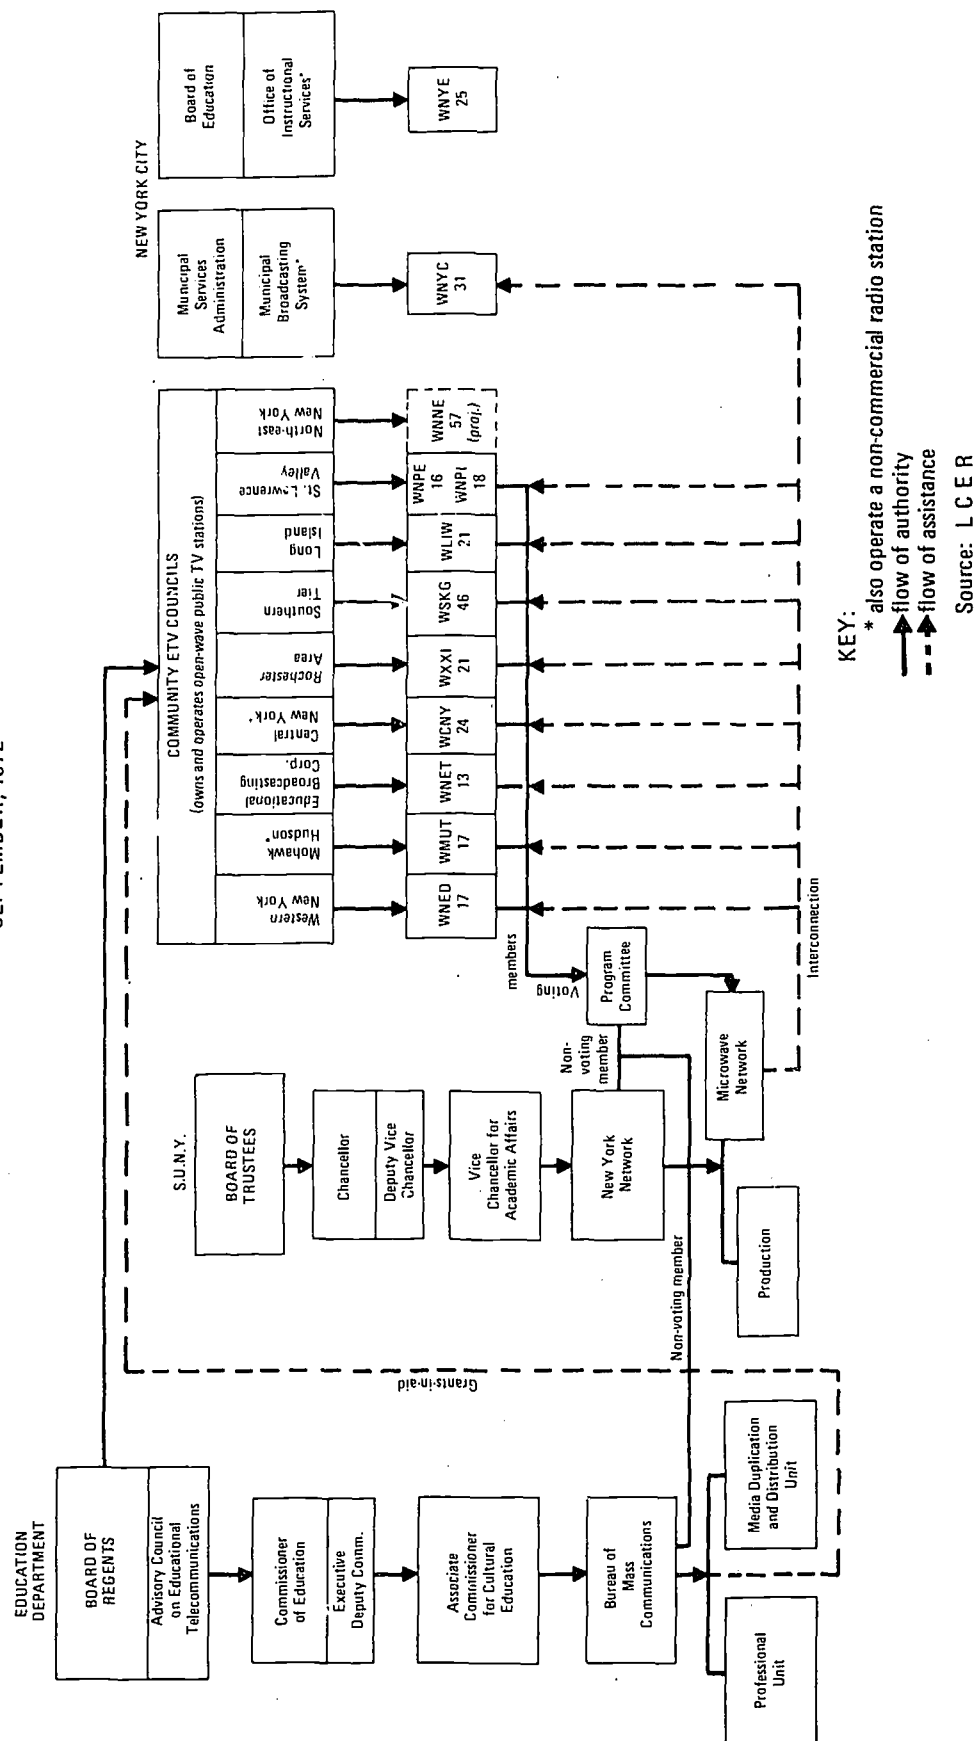 EDUCATION
DEPARTMENT
BOARD OF
REGENTS
Advisory Council
on Educational
Telecommunications
Commissioner
of Education
Executive
Deputy Comm.
Associate
Commissioner
for Cultural
Education
Bureau of
Mass
Communications
Professional
Unit
Media Duplication
and Distribution
Unit
Grants-in-aid
Non-voting member
S.U.N.Y.
BOARD OF
TRUSTEES
Chancellor
Deputy Vice
Chancellor
Vice
Chancellor for
Academic Affairs
New York
Network
Non-
voting
member
Production
Microwave
Network
Program
Committee
Voting
members
Interconnection
COMMUNITY ETV COUNCILS
(owns and operates open-wave public TV stations)
Western
New York
Mohawk
Hudson*
Educational
Broadcasting
Corp.
Central
New York*
Rochester
Area
Southern
Tier
Long
Island
St. Lawrence
Valley
North-east
New York
WNED
17
WMUT
17
WNET
13
WCNY
24
WXXI
21
WSKG
46
WLIW
21
WNPE
16
WNPI
18
WNNE
57
(proj.)
NEW YORK CITY
Municipal
Services
Administration
Municipal
Broadcasting
System*
WNYC
31
Board of
Education
Office of
Instructional
Services*
WNYE
25
KEY:
* also operate a non-commercial radio station
flow of authority
flow of assistance
Source: L C E R